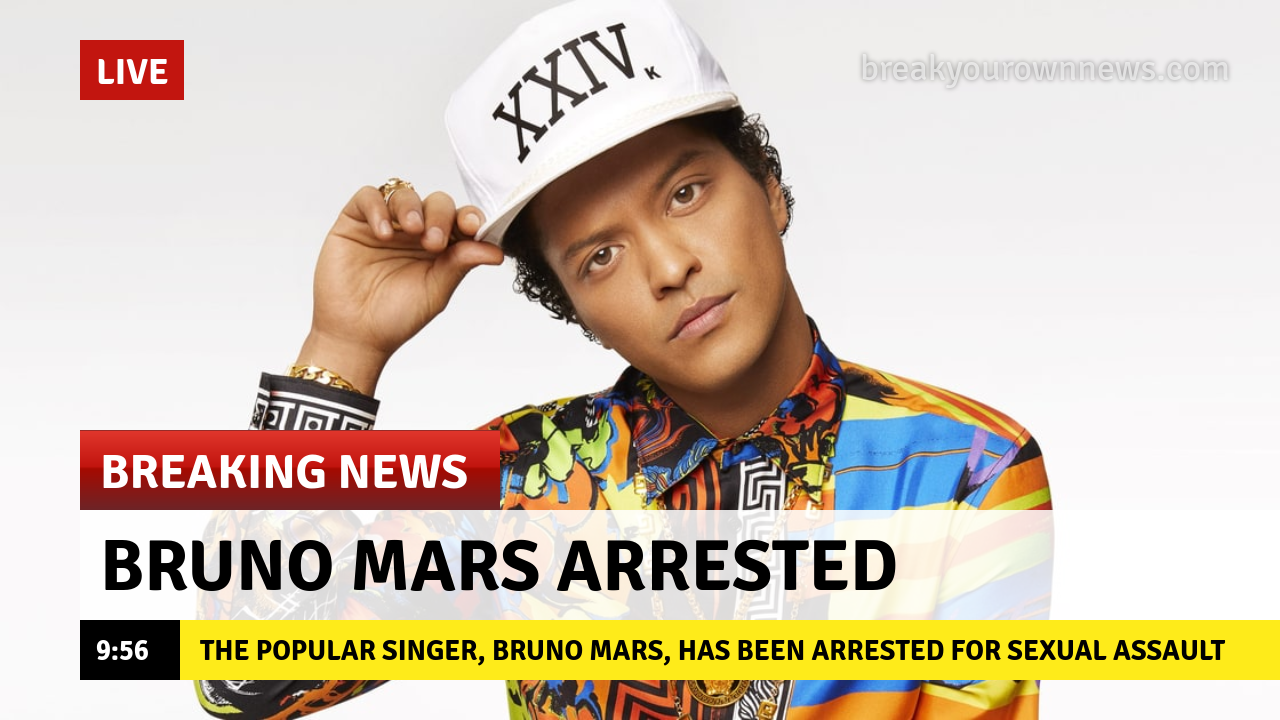 XXIV K
LIVE
breakyourownnews.com
BREAKING NEWS
BRUNO MARS ARRESTED
9:56
THE POPULAR SINGER, BRUNO MARS, HAS BEEN ARRESTED FOR SEXUAL ASSAULT